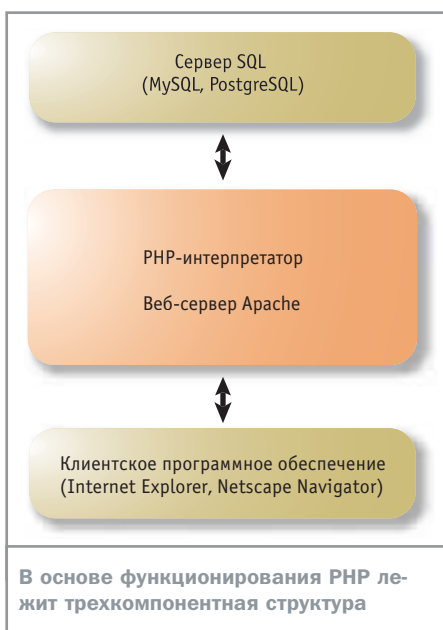 Сервер SQL
(MySQL, PostgreSQL)
PHP-интерпретатор
Веб-сервер Apache
Клиентское программное обеспечение
(Internet Explorer, Netscape Navigator)
В основе функционирования PHP ле-
жит трехкомпонентная структура